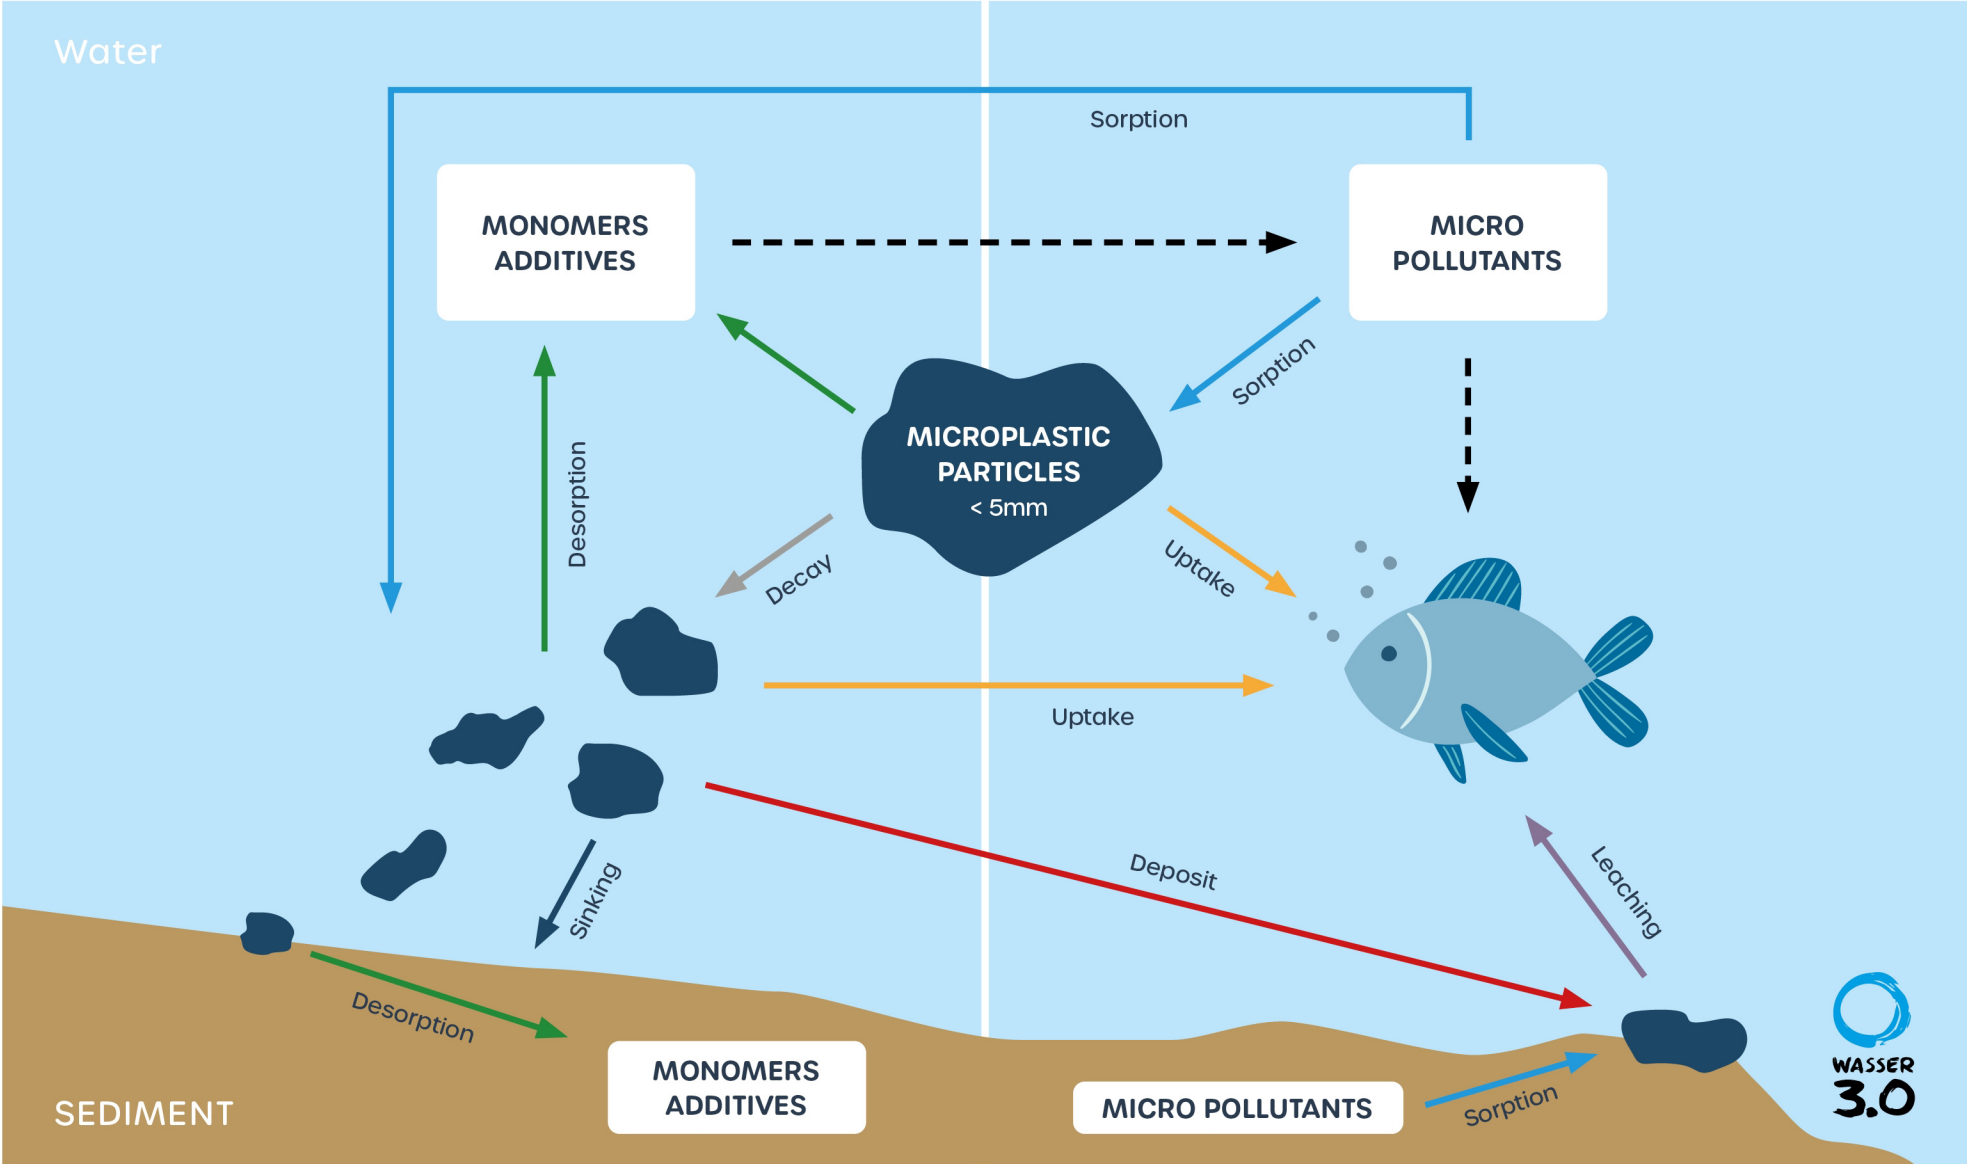 Water
Sorption
MONOMERS
ADDITIVES
MICRO
POLLUTANTS
Sorption
MICROPLASTIC
PARTICLES
< 5mm
Desorption
Decay
Uptake
Uptake
Deposit
Sinking
Leaching
Desorption
MONOMERS
ADDITIVES
MICRO POLLUTANTS
Sorption
SEDIMENT
WASSER
3.0